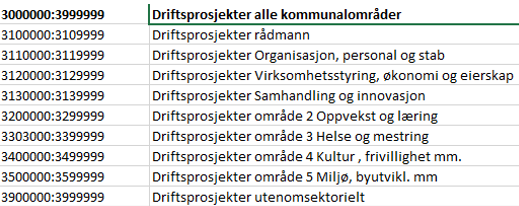 3000000:3999999 Driftsprosjekter alle kommunalområder
3100000:3109999 Driftsprosjekter rådmann
3110000:3119999 Driftsprosjekter Organisasjon, personal og stab
3120000:3129999 Driftsprosjekter Virksomhetsstyring, økonomi og eierskap
3130000:3139999 Driftsprosjekter Samhandling og innovasjon
3200000:3299999 Driftsprosjekter område 2 Oppvekst og læring
3303000:3399999 Driftsprosjekter område 3 Helse og mestring
3400000:3499999 Driftsprosjekter område 4 Kultur , frivillighet mm.
3500000:3599999 Driftsprosjekter område 5 Miljø, byutvikl. mm
3900000:3999999 Driftsprosjekter utenomsektorielt